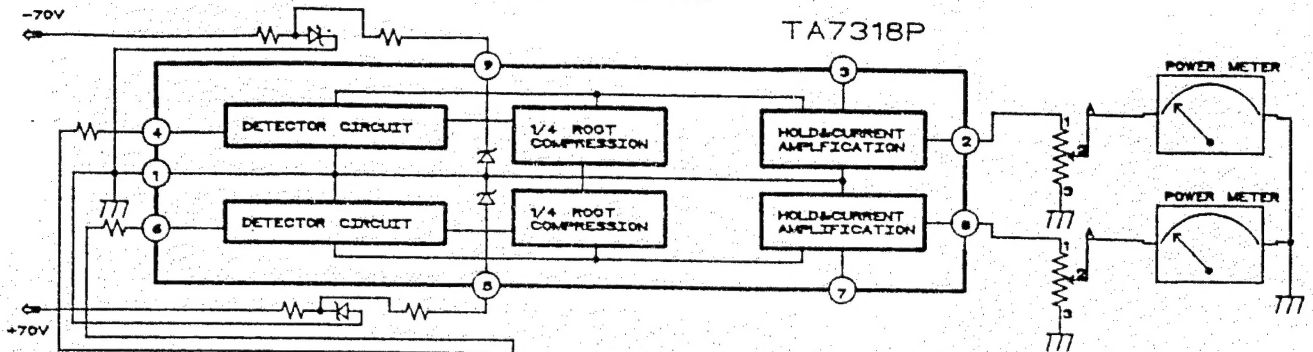 -70V
TA7318P
9
3
POWER METER
DETECTOR CIRCUIT
1/4 ROOT
COMPRESSION
HOLD&CURRENT
AMPLFICATION
4
2
1
2
3
1
POWER METER
DETECTOR CIRCUIT
1/4 ROOT
COMPRESSION
HOLD&CURRENT
AMPLIFICATION
6
8
1
2
3
5
7
+70V